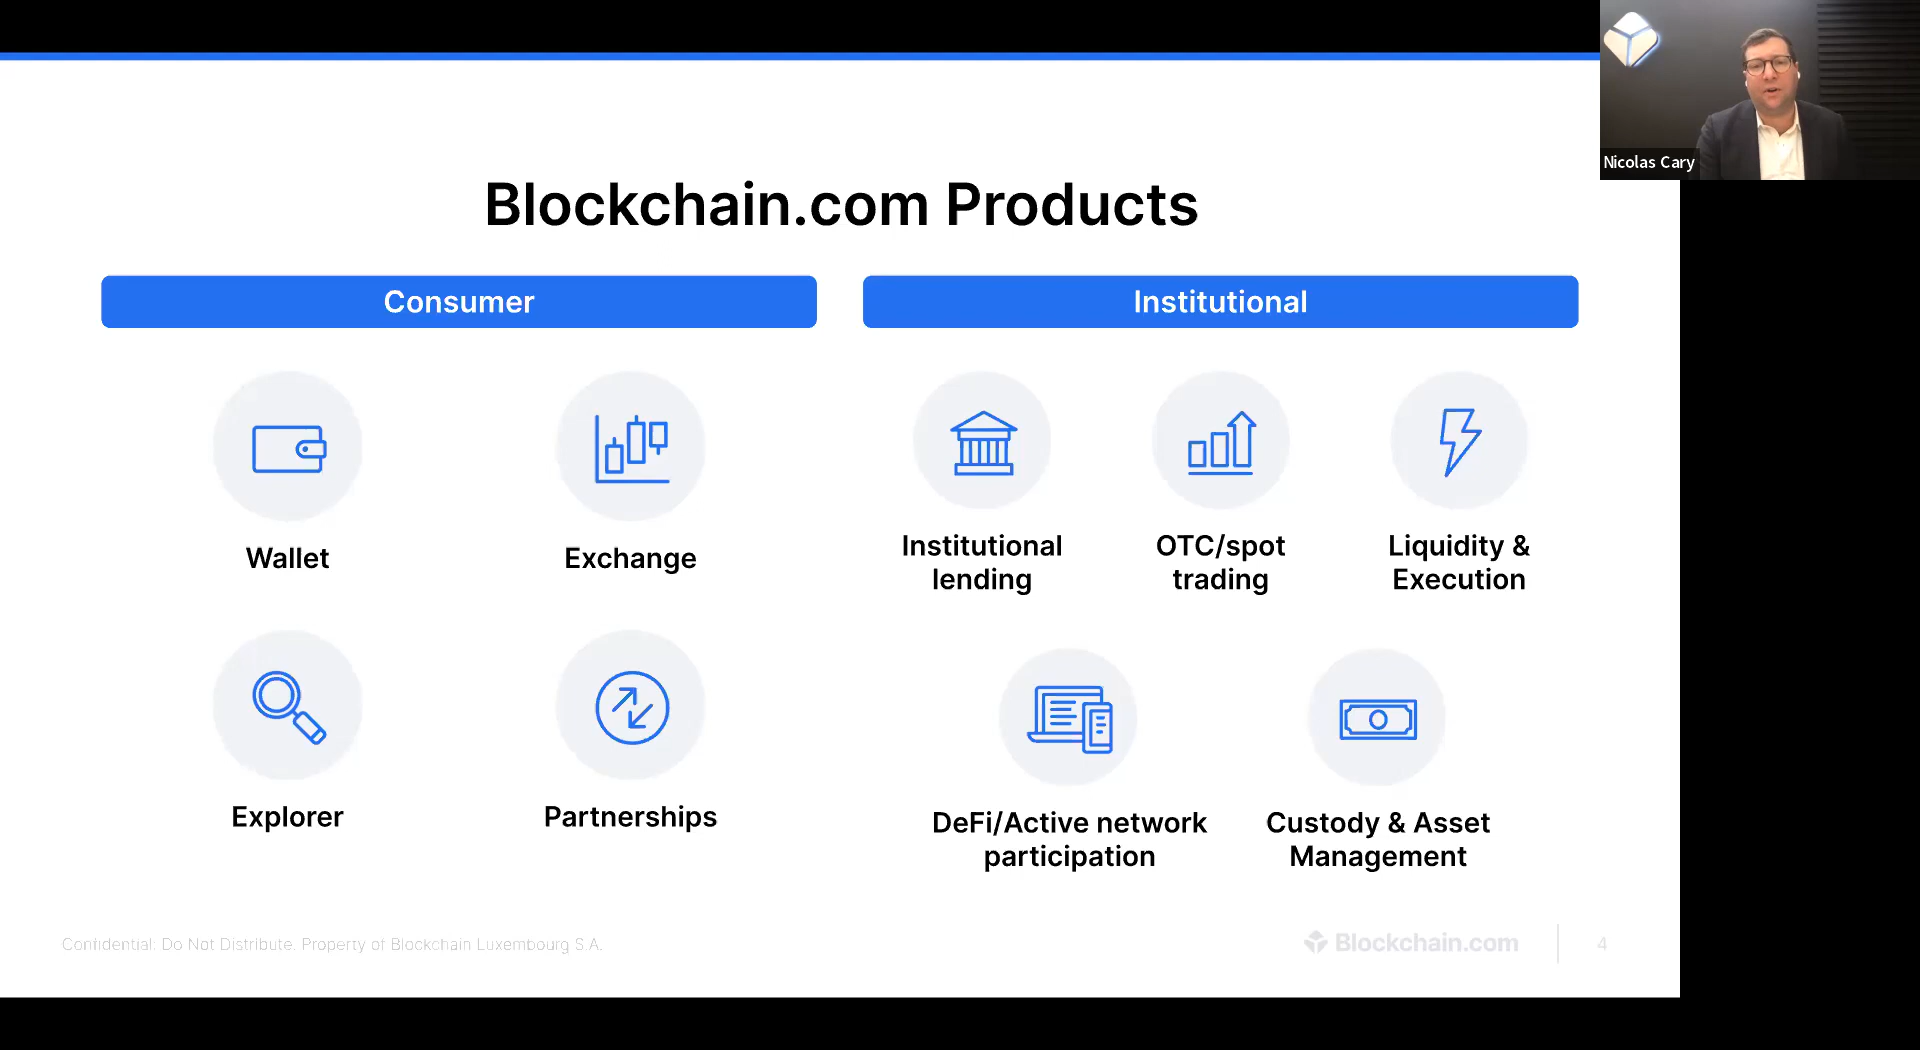 Nicolas Cary
Blockchain.com Products
Consumer
Institutional
Wallet
Exchange
Explorer
Partnerships
Institutional
lending
OTC/spot
trading
Liquidity &
Execution
DeFi/Active network
participation
Custody & Asset
Management
Confidential. Do Not Distribute. Property of Blockchain Luxembourg S.A.
Blockchain.com
4